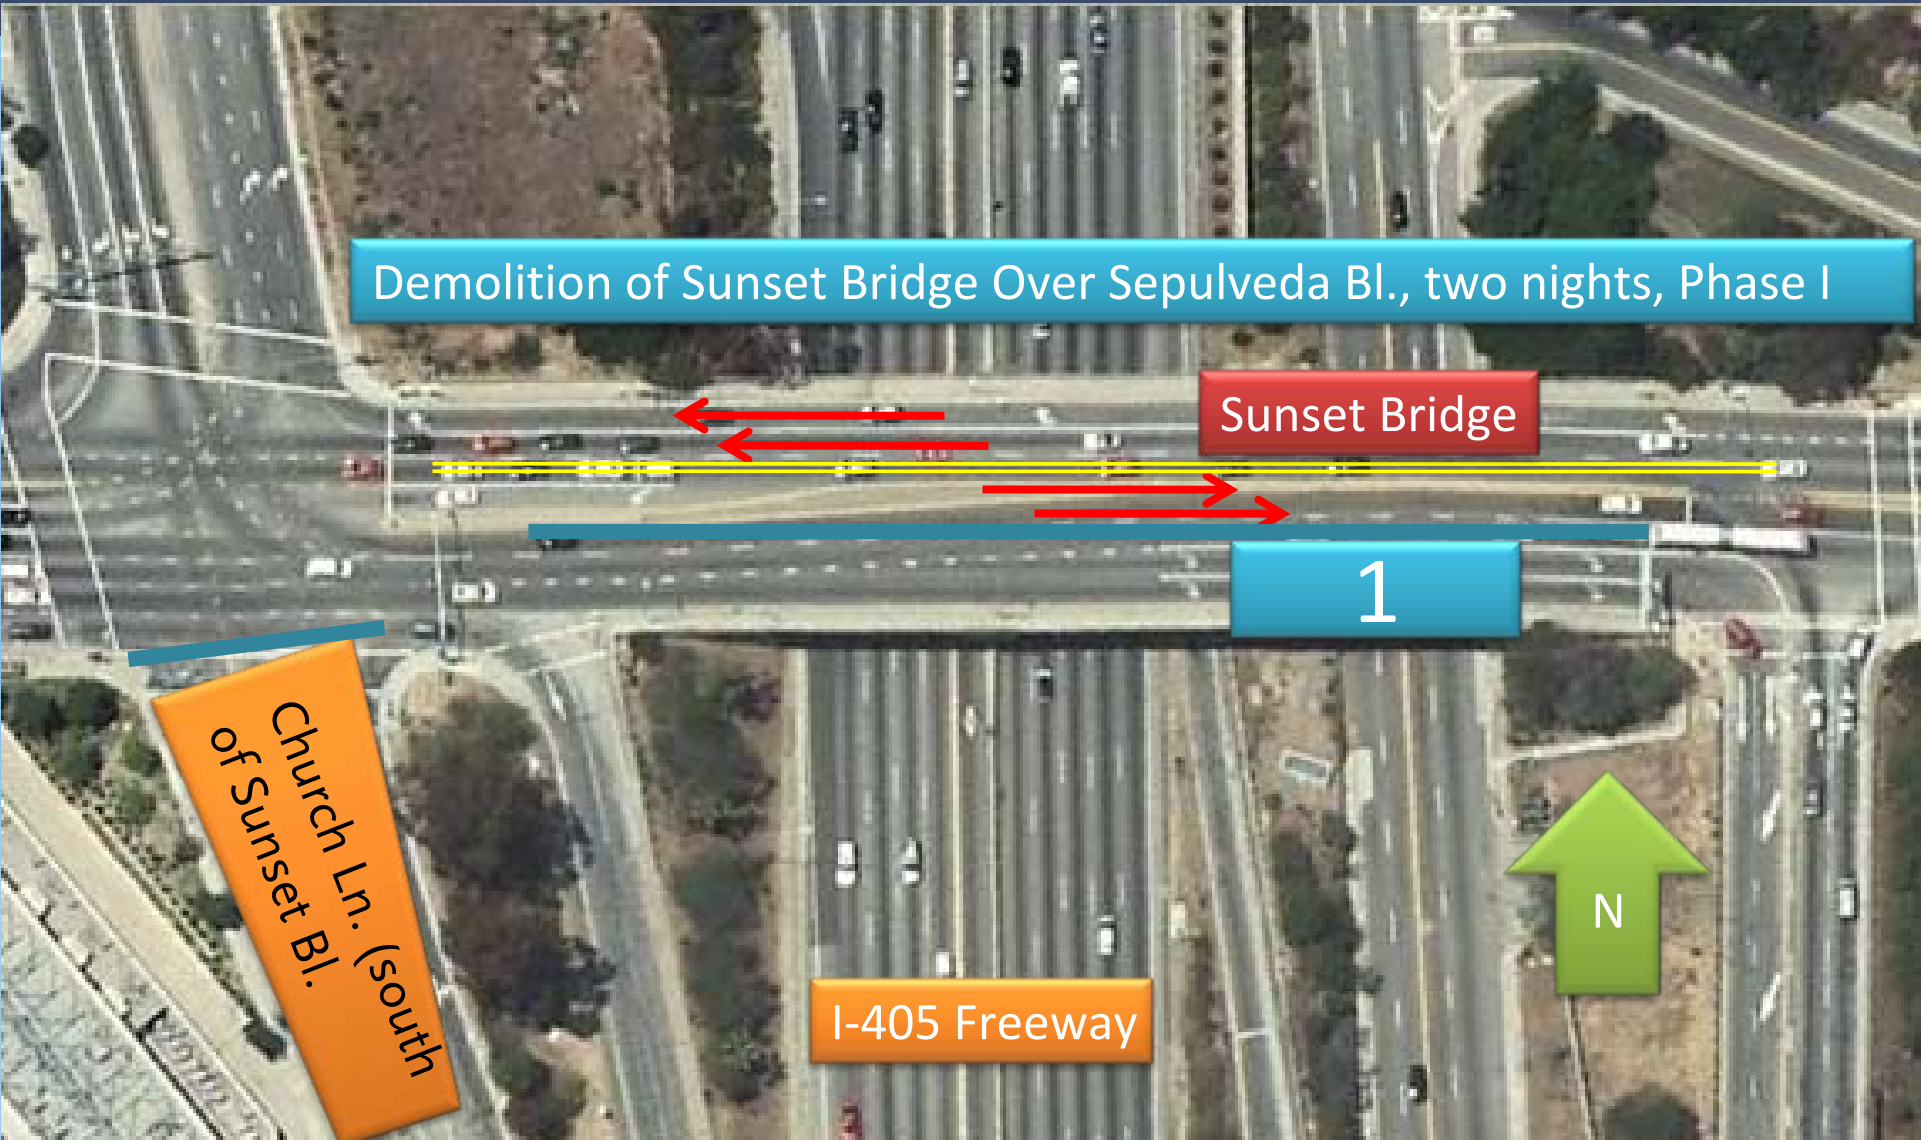 Demolition of Sunset Bridge Over Sepulveda Bl., two nights, Phase I
Sunset Bridge
1
Church Ln. (south
of Sunset Bl.
N
I-405 Freeway